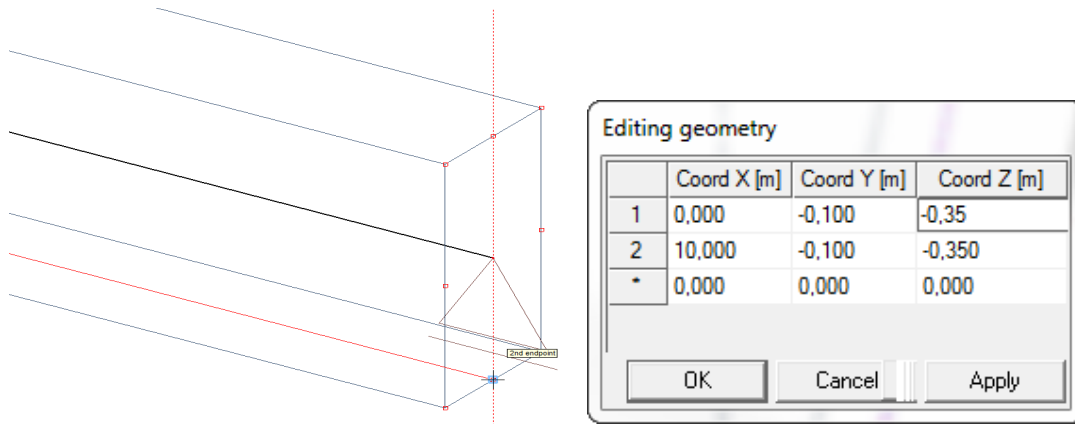 2nd endpoint
Editing geometry
Coord X [m] Coord Y [m] Coord Z [m]
1 0,000 -0,100 -0,35
2 10,000 -0,100 -0,350
* 0,000 0,000 0,000
OK Cancel Apply